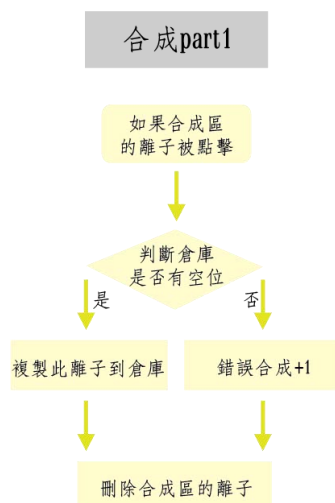 合成part1
如果合成區
的離子被點擊
判斷倉庫
是否有空位
是
否
複製此離子到倉庫
錯誤合成+1
刪除合成區的離子